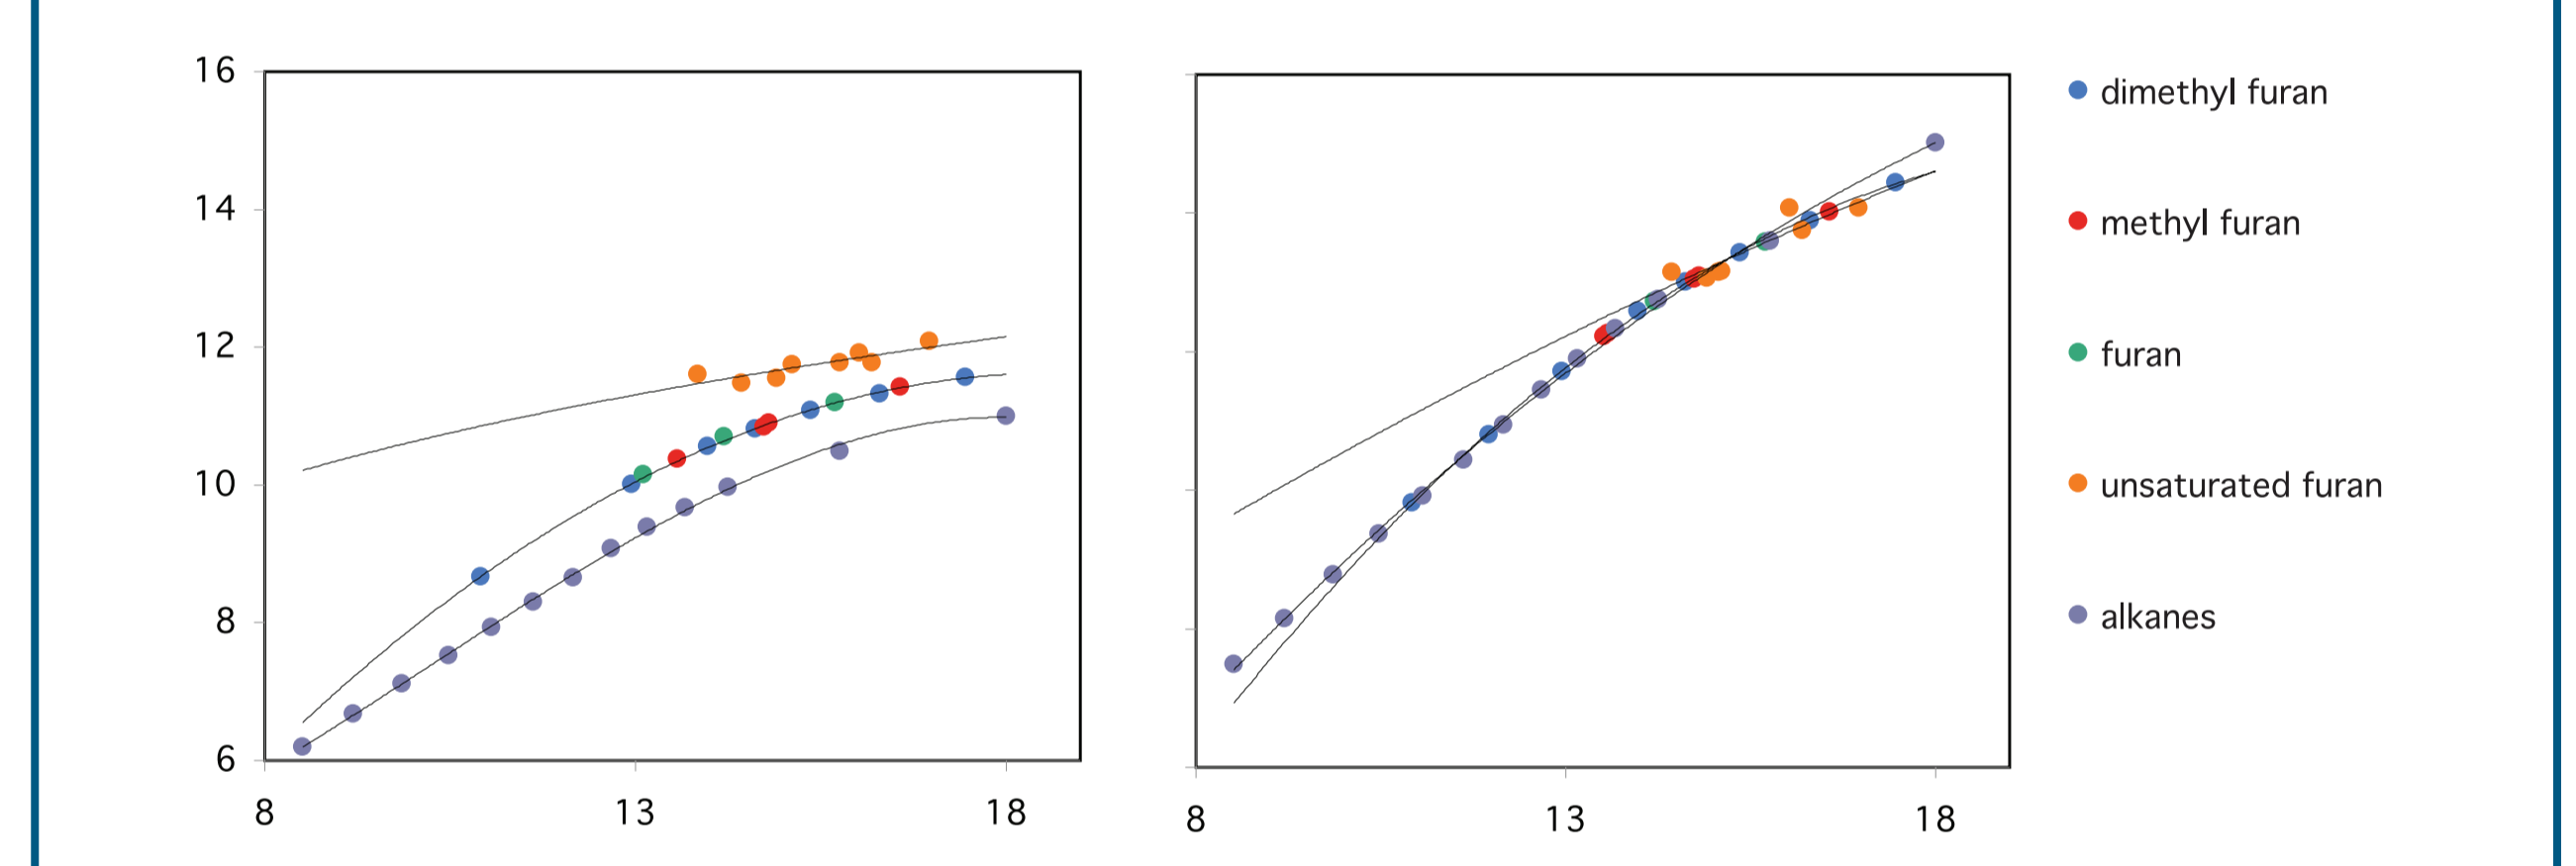 16
14
12
10
8
6
8 13 18
8 13 18
dimethyl furan
methyl furan
furan
unsaturated furan
alkanes